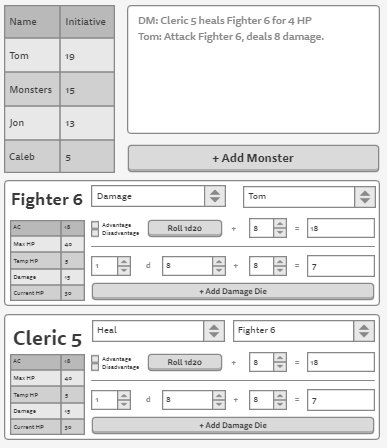 Name Initiative
Tom 19
Monsters 15
Jon 13
Caleb 5
DM: Cleric 5 heals Fighter 6 for 4 HP
Tom: Attack Fighter 6, deals 8 damage.
+ Add Monster
Fighter 6
Damage
Tom
AC 18
Max HP 40
Temp HP 5
Damage 15
Current HP 30
Advantage
Disadvantage
Roll 1d20 + 8 = 18
1 d 8 + 8 = 7
+ Add Damage Die
Cleric 5
Heal
Fighter 6
AC 18
Max HP 40
Temp HP 5
Damage 15
Current HP 30
Advantage
Disadvantage
Roll 1d20 + 8 = 18
1 d 8 + 8 = 7
+ Add Damage Die